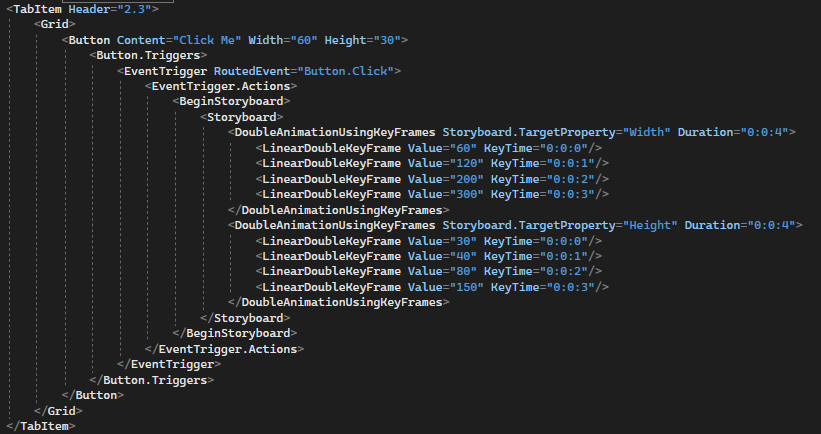 <TabItem Header="2.3">
    <Grid>
        <Button Content="Click Me" Width="60" Height="30">
            <Button.Triggers>
                <EventTrigger RoutedEvent="Button.Click">
                    <EventTrigger.Actions>
                        <BeginStoryboard>
                            <Storyboard>
                                <DoubleAnimationUsingKeyFrames Storyboard.TargetProperty="Width" Duration="0:0:4">
                                    <LinearDoubleKeyFrame Value="60" KeyTime="0:0:0"/>
                                    <LinearDoubleKeyFrame Value="120" KeyTime="0:0:1"/>
                                    <LinearDoubleKeyFrame Value="200" KeyTime="0:0:2"/>
                                    <LinearDoubleKeyFrame Value="300" KeyTime="0:0:3"/>
                                </DoubleAnimationUsingKeyFrames>
                                <DoubleAnimationUsingKeyFrames Storyboard.TargetProperty="Height" Duration="0:0:4">
                                    <LinearDoubleKeyFrame Value="30" KeyTime="0:0:0"/>
                                    <LinearDoubleKeyFrame Value="40" KeyTime="0:0:1"/>
                                    <LinearDoubleKeyFrame Value="80" KeyTime="0:0:2"/>
                                    <LinearDoubleKeyFrame Value="150" KeyTime="0:0:3"/>
                                </DoubleAnimationUsingKeyFrames>
                            </Storyboard>
                        </BeginStoryboard>
                    </EventTrigger.Actions>
                </EventTrigger>
            </Button.Triggers>
        </Button>
    </Grid>
</TabItem>